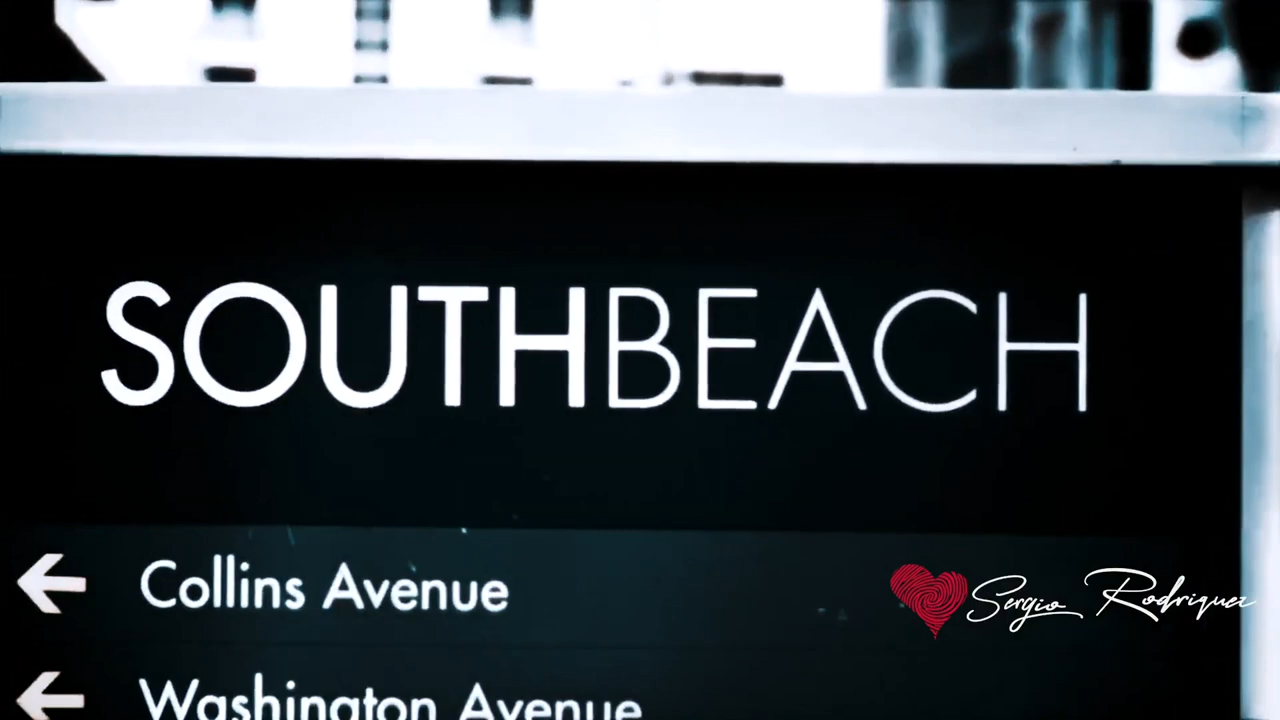 SOUTHBEACH
← Collins Avenue
Sergio Rodriguez
← Washington Avenue